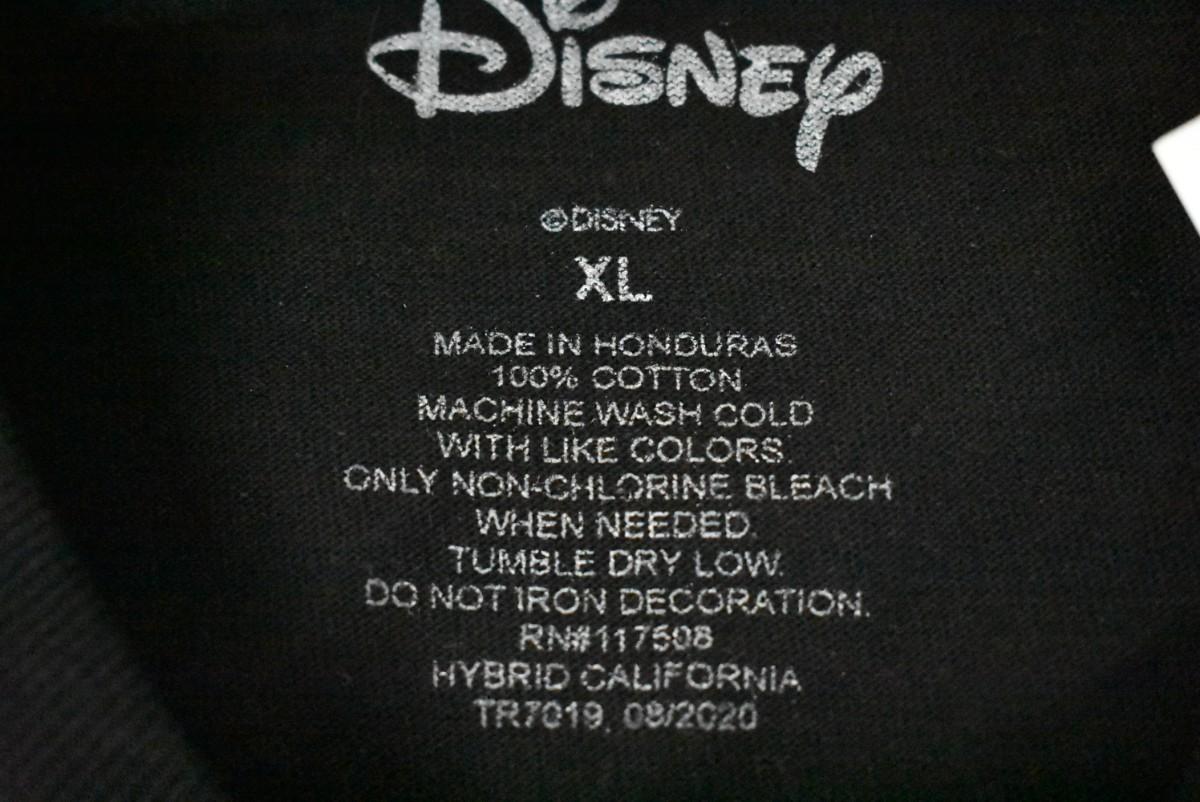 Disney
©DISNEY
XL
MADE IN HONDURAS
100% COTTON
MACHINE WASH COLD
WITH LIKE COLORS.
ONLY NON-CHLORINE BLEACH
WHEN NEEDED.
TUMBLE DRY LOW.
DO NOT IRON DECORATION.
RN#117508
HYBRID CALIFORNIA
TR7019, 08/2020